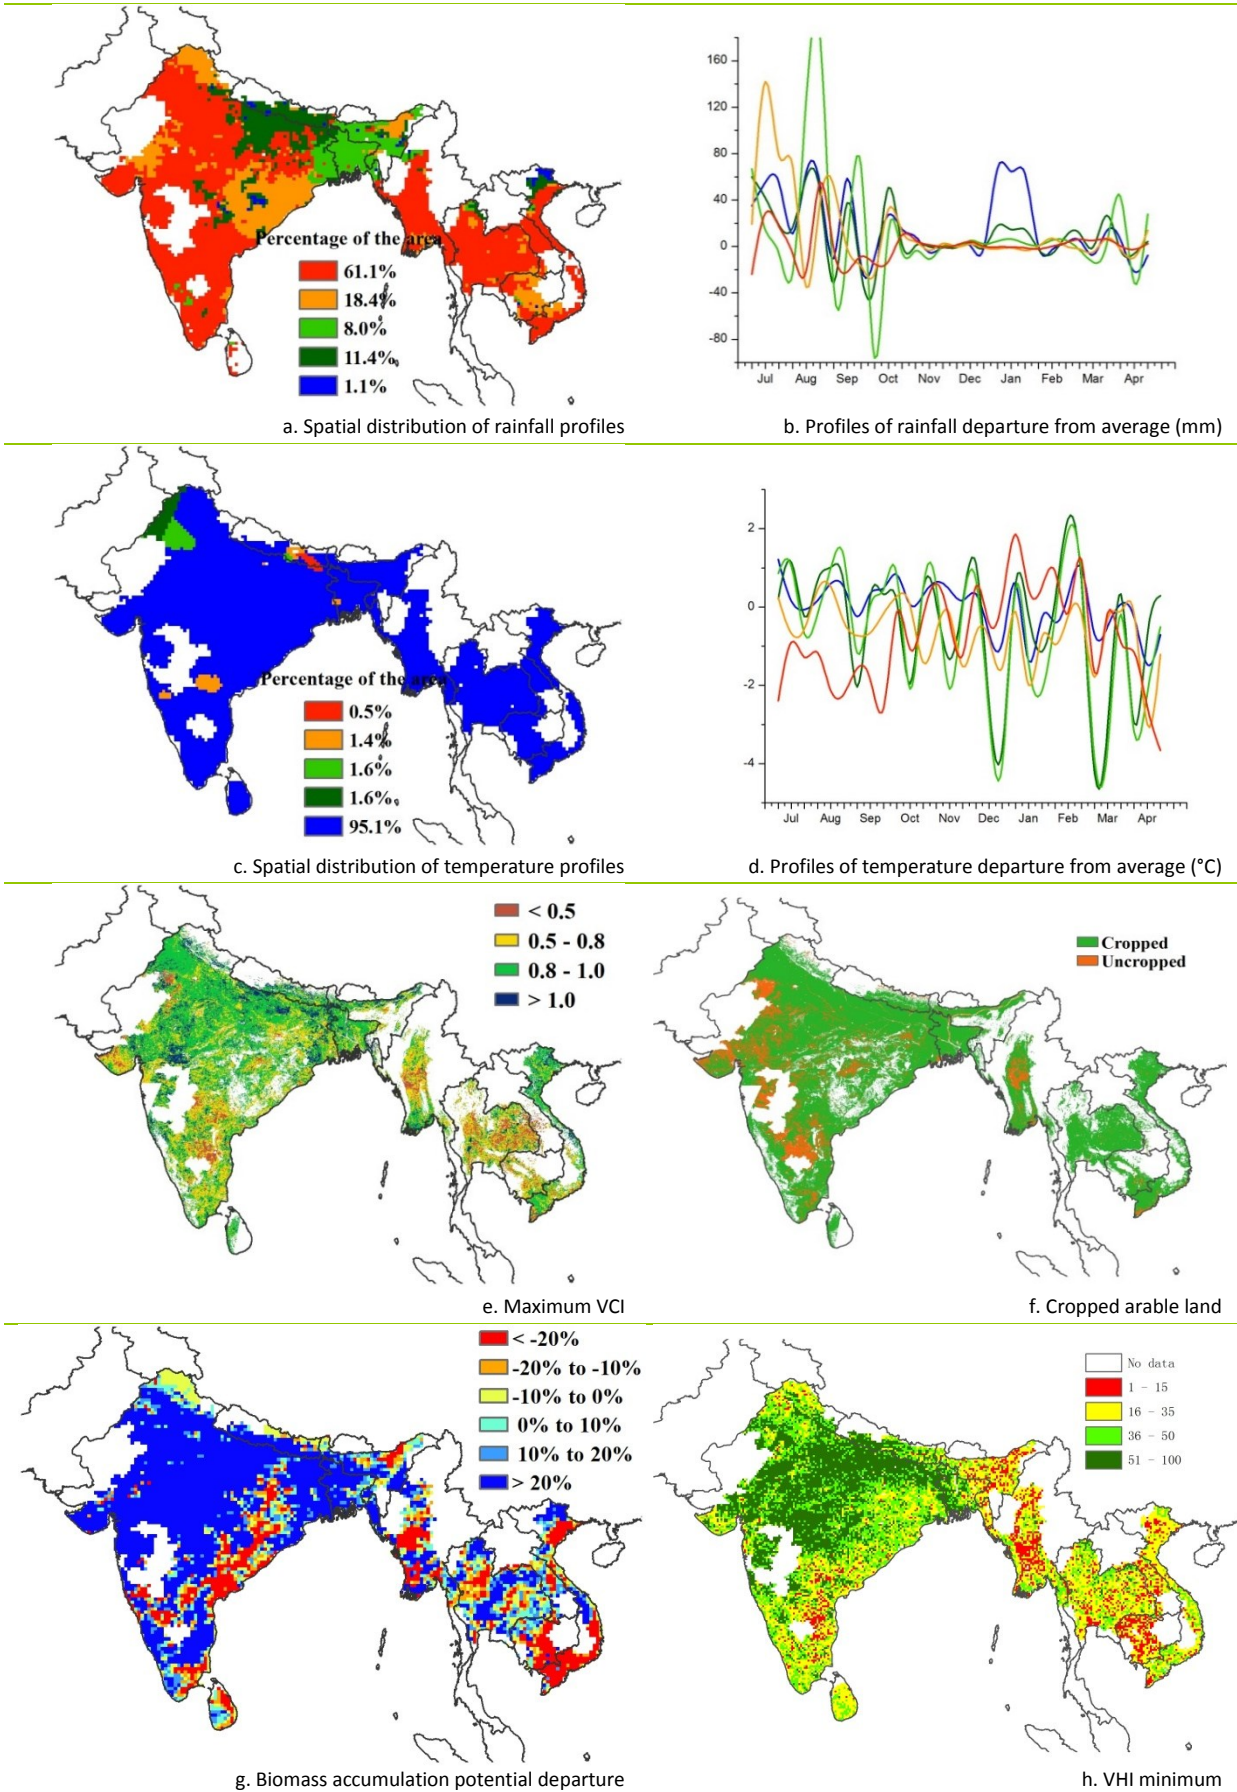 Percentage of the area
61.1%
18.4%
8.0%
11.4%
1.1%
a. Spatial distribution of rainfall profiles
160
120
80
40
0
-40
-80
Jul Aug Sep Oct Nov Dec Jan Feb Mar Apr
b. Profiles of rainfall departure from average (mm)
Percentage of the area
0.5%
1.4%
1.6%
1.6%
95.1%
c. Spatial distribution of temperature profiles
2
0
-2
-4
Jul Aug Sep Oct Nov Dec Jan Feb Mar Apr
d. Profiles of temperature departure from average (°C)
< 0.5
0.5 - 0.8
0.8 - 1.0
> 1.0
e. Maximum VCI
Cropped
Uncropped
f. Cropped arable land
< -20%
-20% to -10%
-10% to 0%
0% to 10%
10% to 20%
> 20%
g. Biomass accumulation potential departure
No data
1 - 15
16 - 35
36 - 50
51 - 100
h. VHI minimum